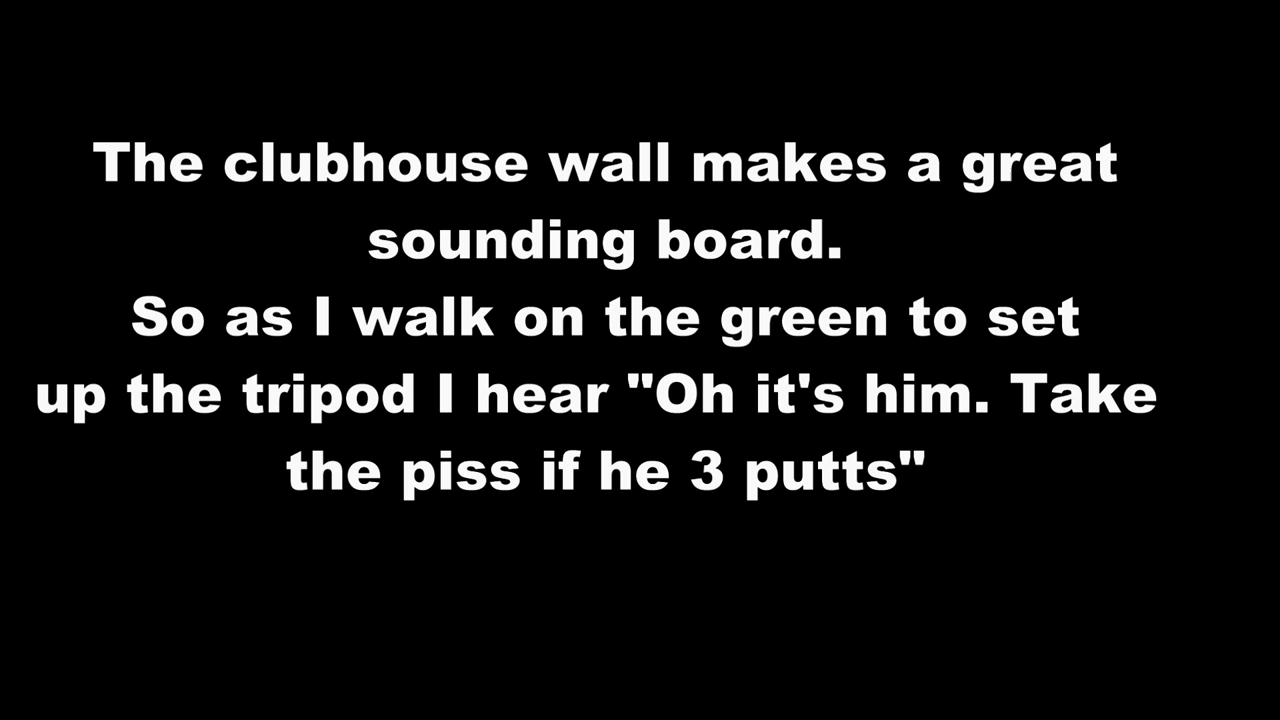 The clubhouse wall makes a great
sounding board.
So as I walk on the green to set
up the tripod I hear "Oh it's him. Take
the piss if he 3 putts"